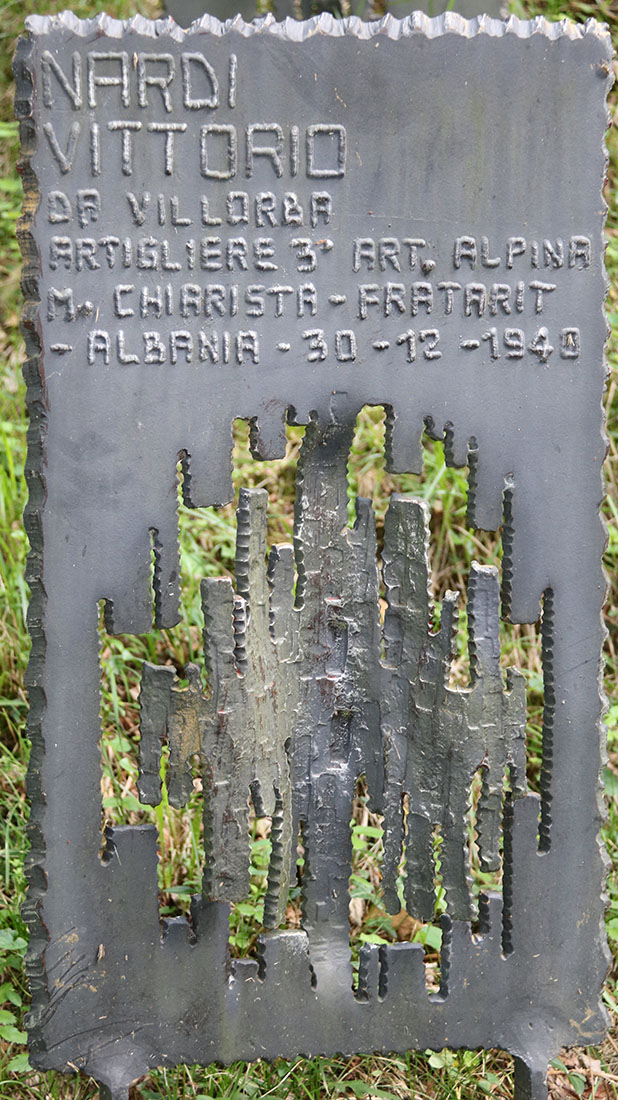 NARDI
VITTORIO
DA VILLORBA
ARTIGLIERE 3° ART. ALPINA
M. CHIARISTA - FRATARIT
- ALBANIA - 30 - 12 - 1940